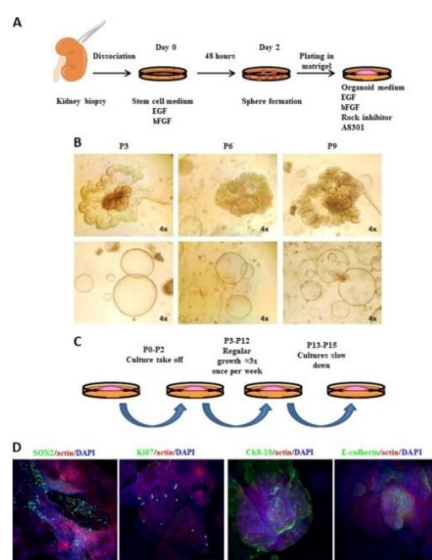 A
Dissociation
Day 0
48 hours
Day 2
Plating in
matrigel
Kidney biopsy
Stem cell medium
EGF
bFGF
Sphere formation
Organoid medium
EGF
bFGF
Rock inhibitor
A8301
B
P3
P6
P9
4x
4x
4x
4x
4x
4x
C
P0-P2
Culture take off
P3-P12
Regular
growth ≈3x
once per week
P13-P15
Cultures slow
down
D
SOX2/actin/DAPI
Ki67/actin/DAPI
Ck8-18/actin/DAPI
E-cadherin/actin/DAPI